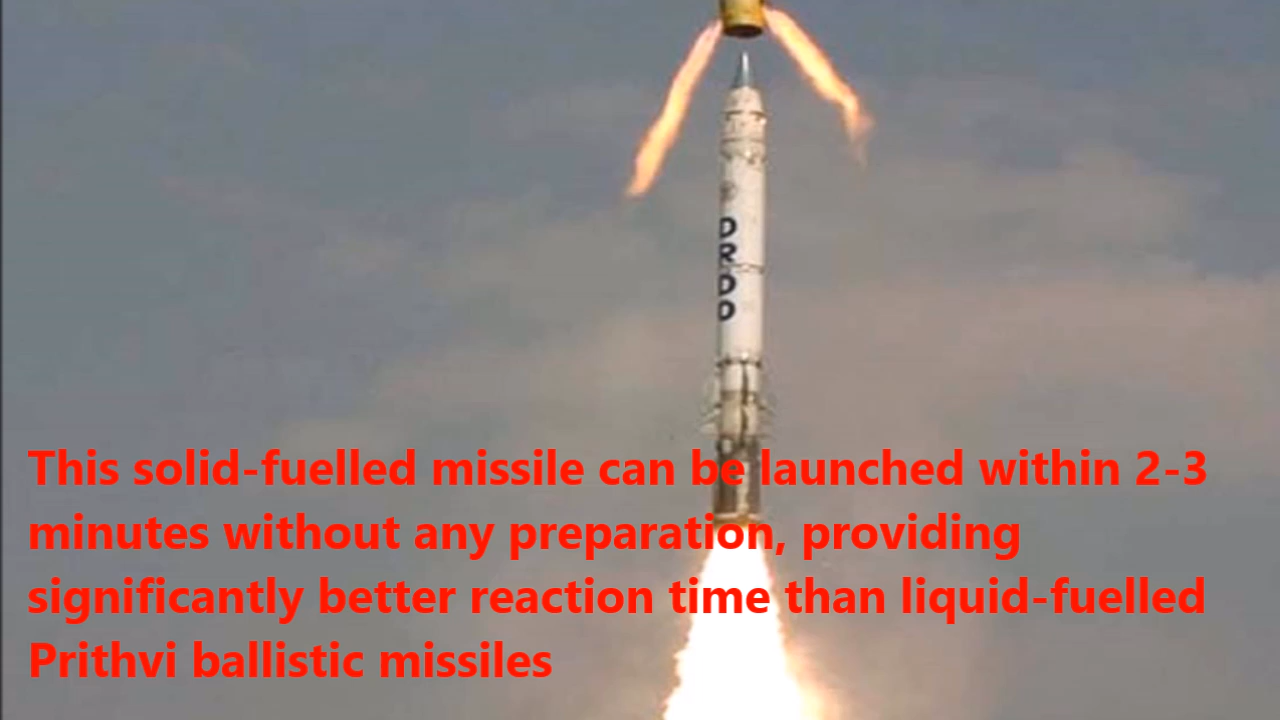 DRDO
This solid-fuelled missile can be launched within 2-3
minutes without any preparation, providing
significantly better reaction time than liquid-fuelled
Prithvi ballistic missiles